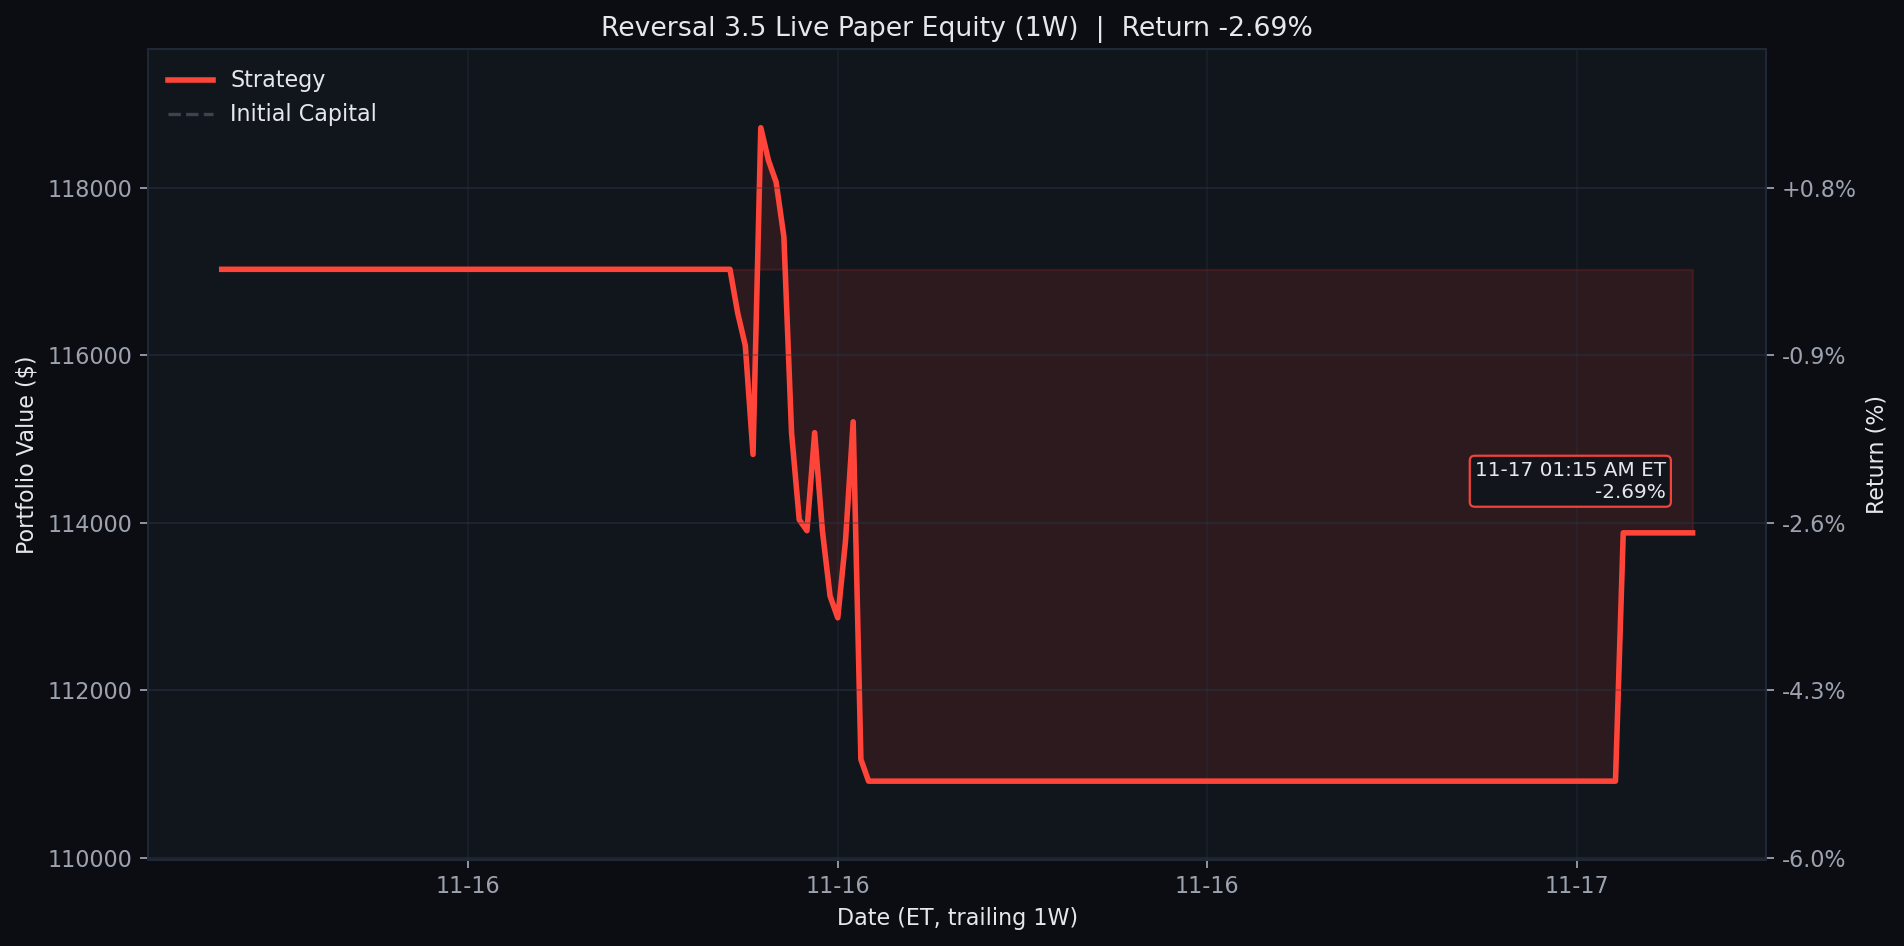 Reversal 3.5 Live Paper Equity (1W)  |  Return -2.69%
Strategy
Initial Capital
118000
116000
114000
112000
110000
Portfolio Value ($)
+0.8%
-0.9%
-2.6%
-4.3%
-6.0%
Return (%)
11-17 01:15 AM ET
-2.69%
11-16
11-16
11-16
11-17
Date (ET, trailing 1W)